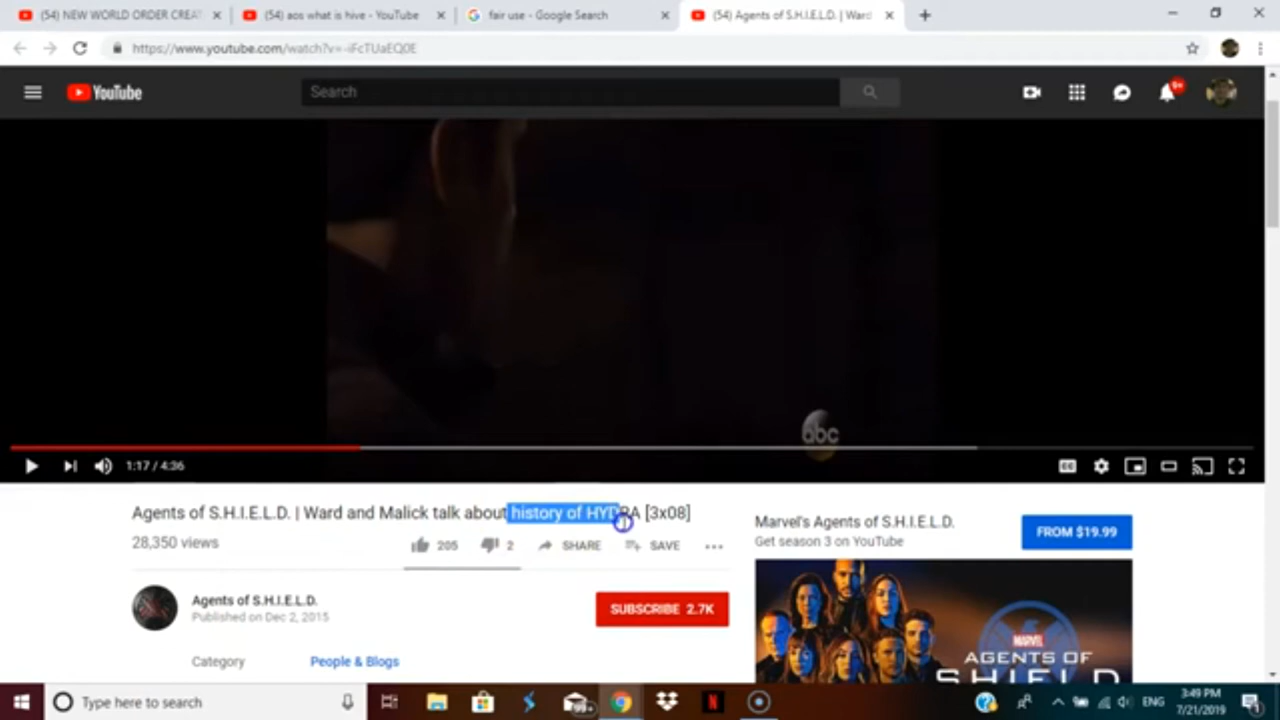 (54) NEW WORLD ORDER CREAT
(54) aos what is hive - YouTube
fair use - Google Search
(54) Agents of S.H.I.E.L.D. | Ward
https://www.youtube.com/watch?v=-iFcTUaEQ0E
YouTube
Search
9+
abc
1:17 / 4:36
Agents of S.H.I.E.L.D. | Ward and Malick talk about history of HYDRA [3x08]
28,350 views
205
2
SHARE
SAVE
Marvel's Agents of S.H.I.E.L.D.
Get season 3 on YouTube
FROM $19.99
Agents of S.H.I.E.L.D.
Published on Dec 2, 2015
SUBSCRIBE 2.7K
Category
People & Blogs
MARVEL
AGENTS OF
SHIELD
Type here to search
99+
N
ENG
3:49 PM
7/21/2019
1